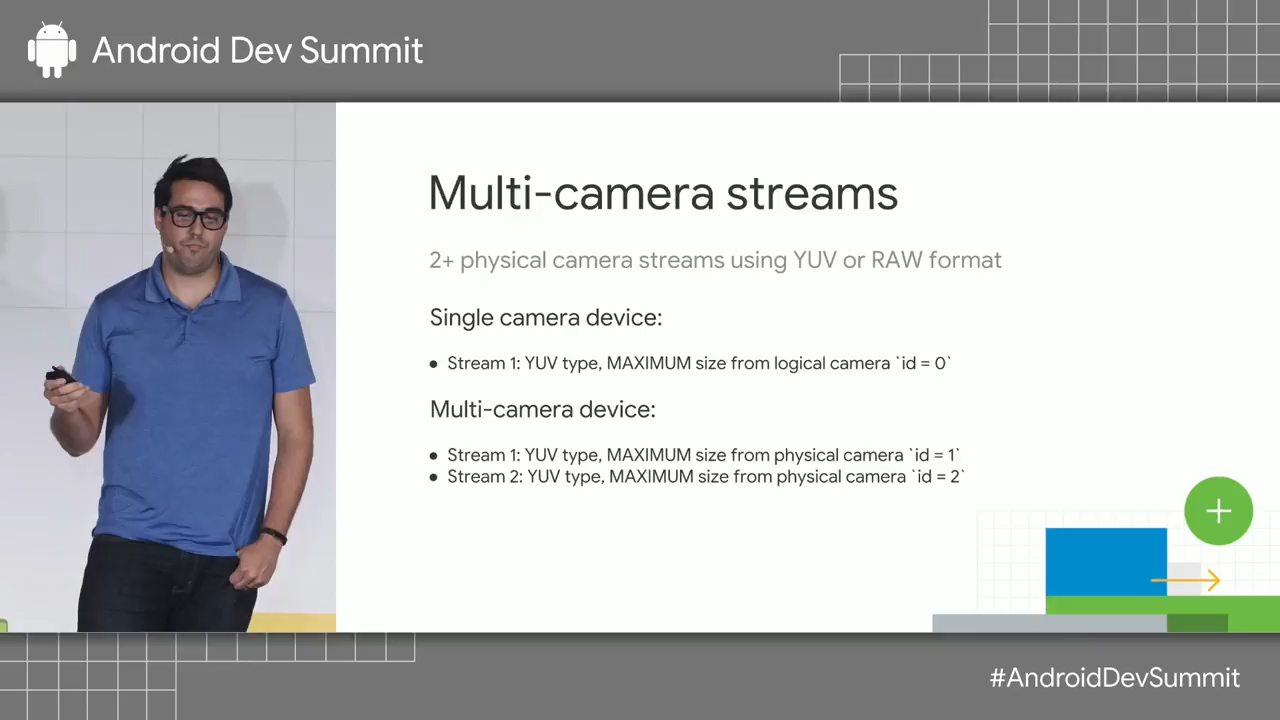 Android Dev Summit
Multi-camera streams
2+ physical camera streams using YUV or RAW format
Single camera device:
● Stream 1: YUV type, MAXIMUM size from logical camera `id = 0`
Multi-camera device:
● Stream 1: YUV type, MAXIMUM size from physical camera `id = 1`
● Stream 2: YUV type, MAXIMUM size from physical camera `id = 2`
#AndroidDevSummit